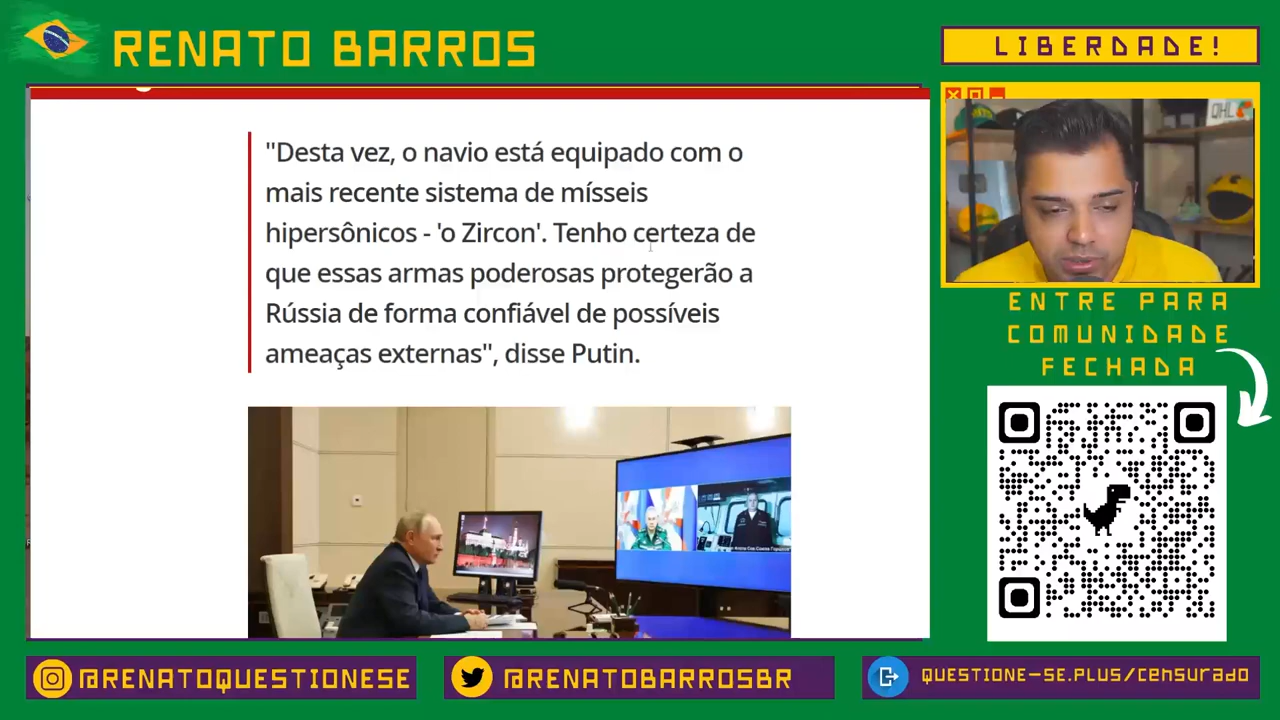 RENATO BARROS
LIBERDADE!
"Desta vez, o navio está equipado com o
mais recente sistema de mísseis
hipersônicos - 'o Zircon'. Tenho certeza de
que essas armas poderosas protegerão a
Rússia de forma confiável de possíveis
ameaças externas", disse Putin.
QHL
ENTRE PARA
COMUNIDADE
FECHADA
@RENATOQUESTIONESE
@RENATOBARROSBR
QUESTIONE-SE.PLUS/censurado